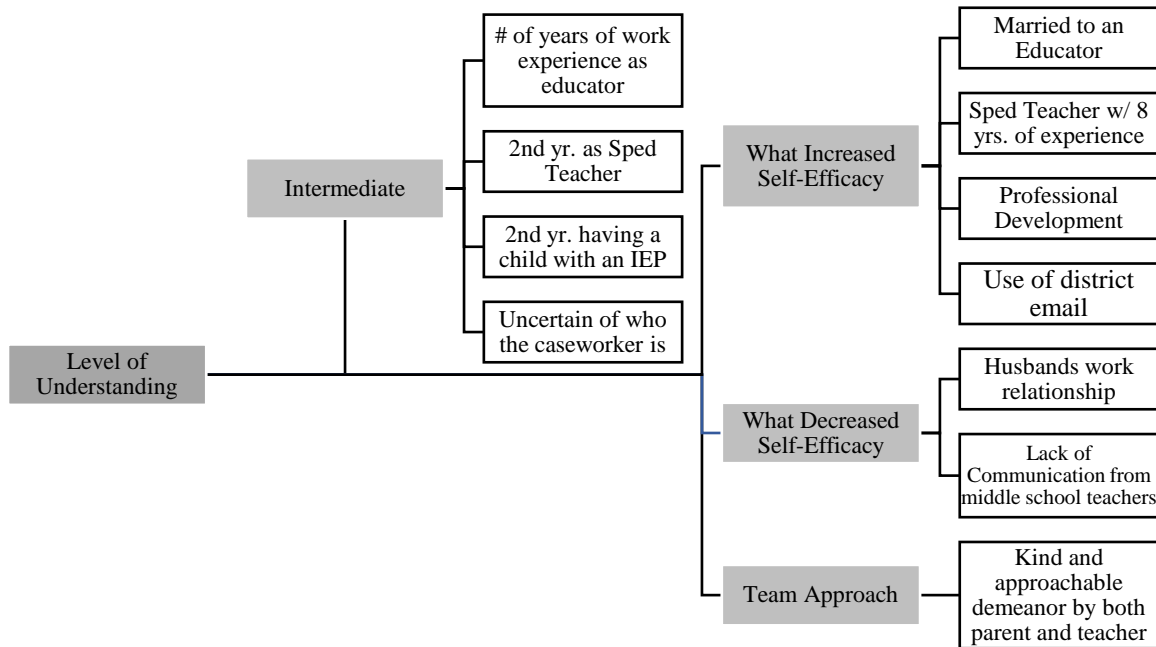 Level of
Understanding
Intermediate
# of years of work
experience as
educator
2nd yr. as Sped
Teacher
2nd yr. having a
child with an IEP
Uncertain of who
the caseworker is
What Increased
Self-Efficacy
Married to an
Educator
Sped Teacher w/ 8
yrs. of experience
Professional
Development
Use of district
email
What Decreased
Self-Efficacy
Husbands work
relationship
Lack of
Communication from
middle school teachers
Team Approach
Kind and
approachable
demeanor by both
parent and teacher